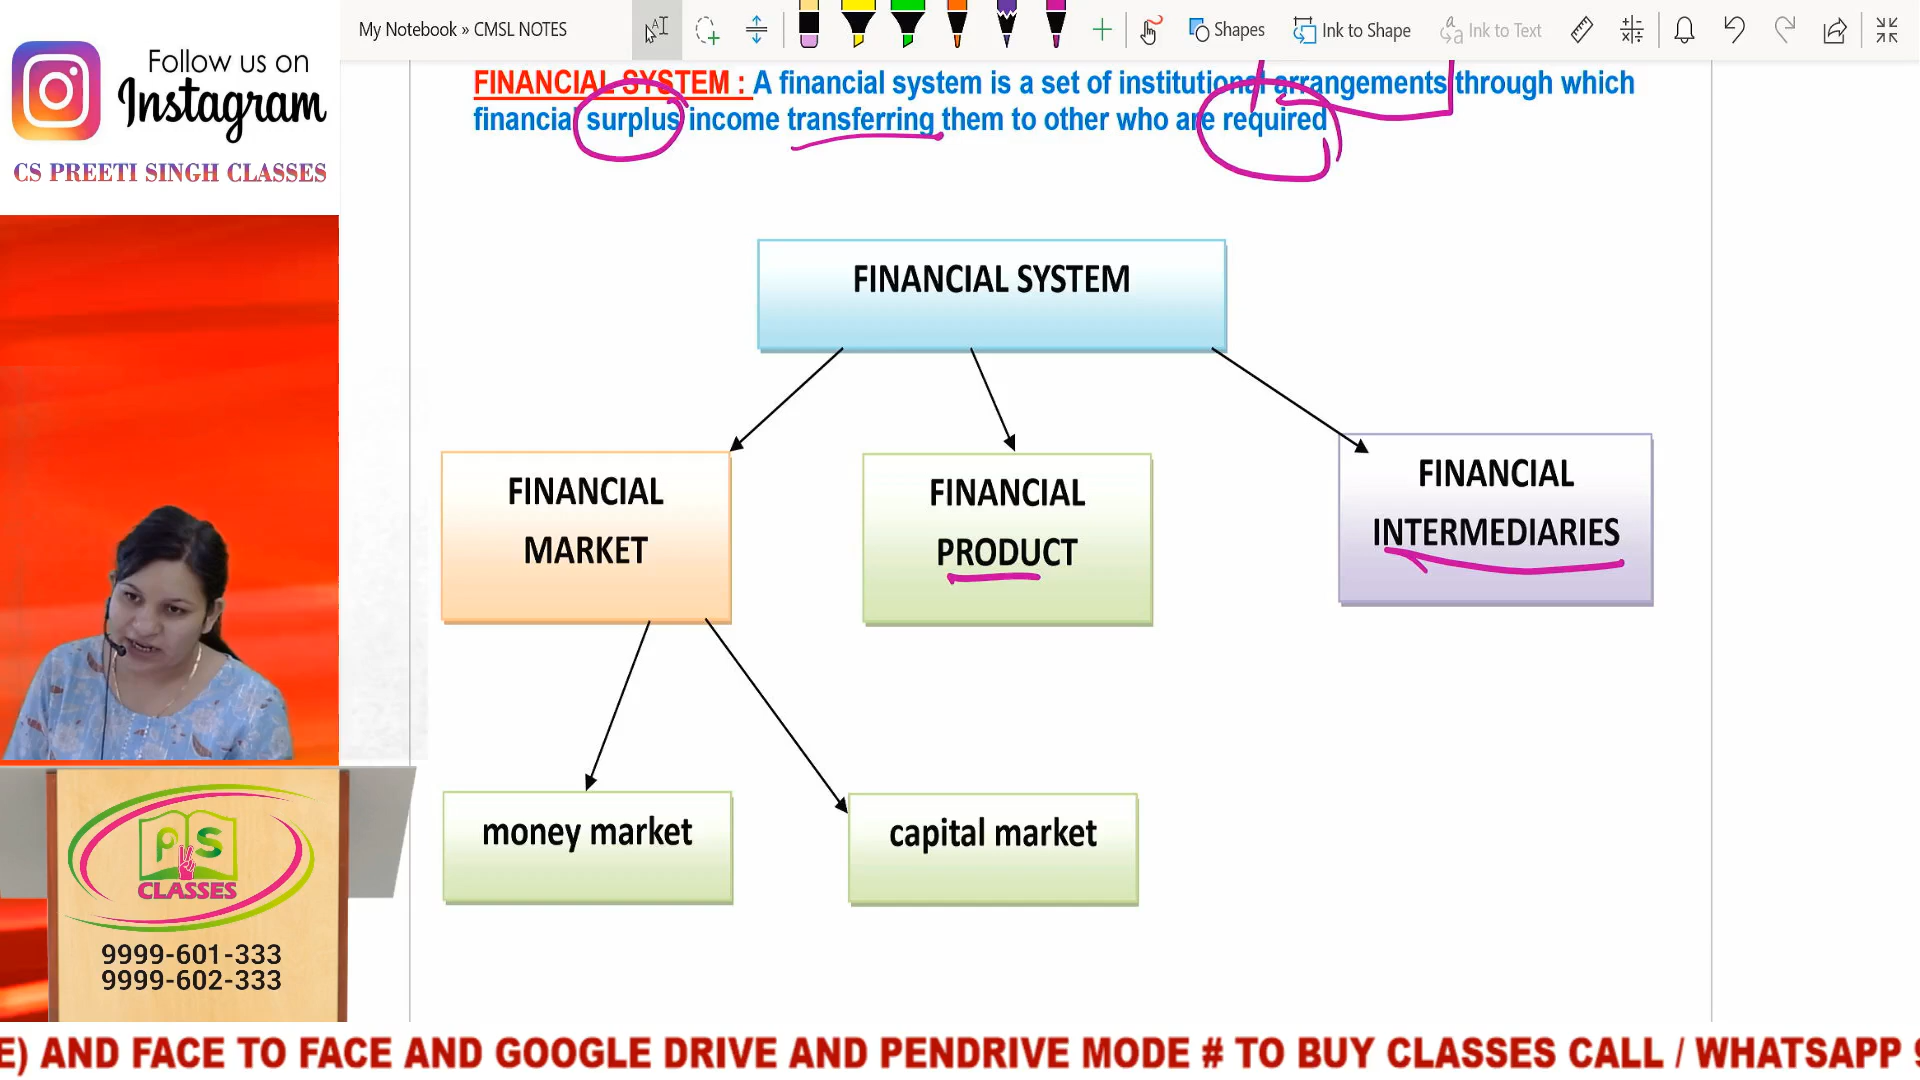 Follow us on
Instagram
CS PREETI SINGH CLASSES
My Notebook » CMSL NOTES
Shapes
Ink to Shape
Ink to Text
FINANCIAL SYSTEM : A financial system is a set of institutional arrangements through which
financial surplus income transferring them to other who are required
FINANCIAL SYSTEM
FINANCIAL
MARKET
FINANCIAL
PRODUCT
FINANCIAL
INTERMEDIARIES
money market
capital market
PS
CLASSES
9999-601-333
9999-602-333
E) AND FACE TO FACE AND GOOGLE DRIVE AND PENDRIVE MODE # TO BUY CLASSES CALL / WHATSAPP 9